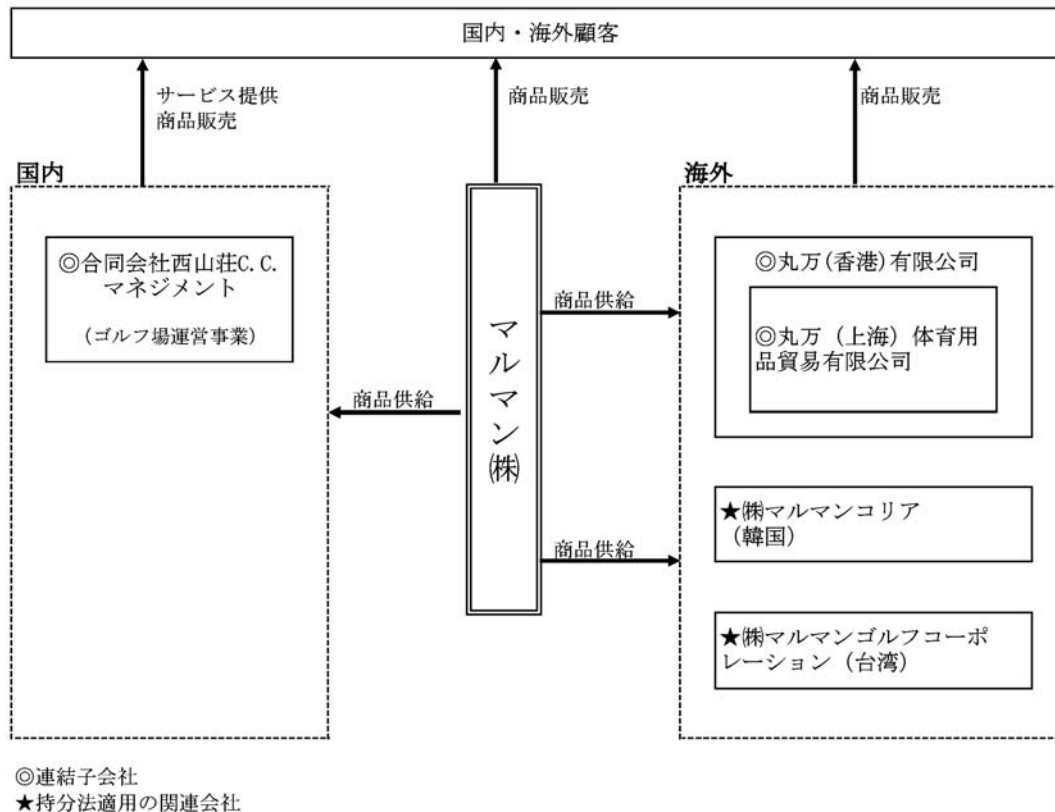 国内・海外顧客
サービス提供
商品販売
商品販売
商品販売
国内
海外
◎合同会社西山荘C.C.
マネジメント
(ゴルフ場運営事業)
マルマン㈱
商品供給
商品供給
商品供給
◎丸万(香港)有限公司
◎丸万（上海）体育用
品貿易有限公司
★㈱マルマンコリア
（韓国）
★㈱マルマンゴルフコーポ
レーション（台湾）
◎連結子会社
★持分法適用の関連会社